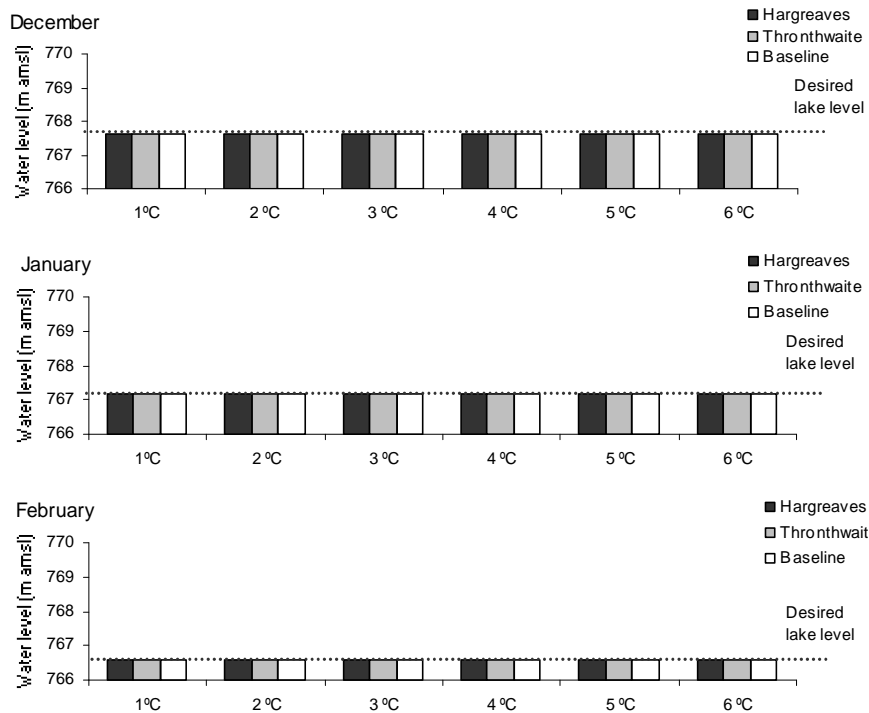 December
Hargreaves
Thronthwaite
Baseline
Desired
lake level
Water level (m amsl)
770
769
768
767
766
1ºC
2 ºC
3 ºC
4 ºC
5 ºC
6 ºC
January
Hargreaves
Thronthwaite
Baseline
Desired
lake level
Water level (m amsl)
770
769
768
767
766
1ºC
2 ºC
3 ºC
4 ºC
5 ºC
6 ºC
February
Hargreaves
Thronthwait
Baseline
Desired
lake level
Water level (m amsl)
770
769
768
767
766
1ºC
2 ºC
3 ºC
4 ºC
5 ºC
6 ºC